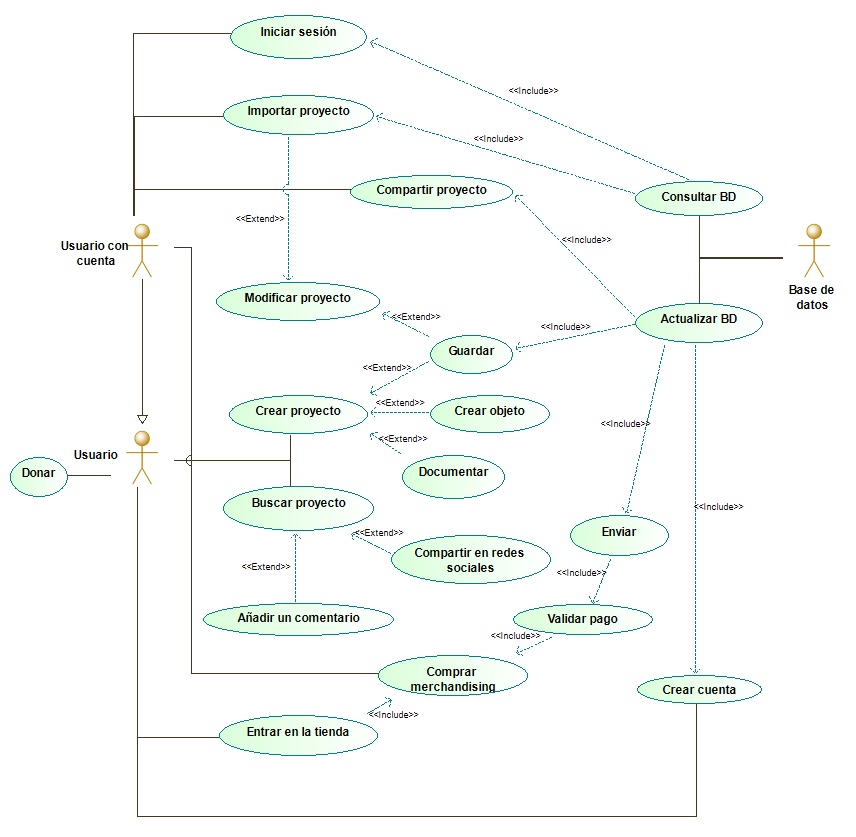 Iniciar sesión
<<Include>>
Importar proyecto
<<Include>>
Compartir proyecto
Consultar BD
<<Extend>>
<<Include>>
Usuario con
cuenta
Base de
datos
Modificar proyecto
<<Extend>>
Actualizar BD
<<Include>>
Guardar
<<Extend>>
Crear proyecto
<<Extend>>
Crear objeto
<<Include>>
<<Extend>>
Usuario
Donar
Documentar
Buscar proyecto
<<Include>>
<<Extend>>
Enviar
Compartir en redes
sociales
<<Extend>>
<<Include>>
Añadir un comentario
Validar pago
<<Include>>
Comprar
merchandising
Crear cuenta
<<Include>>
Entrar en la tienda